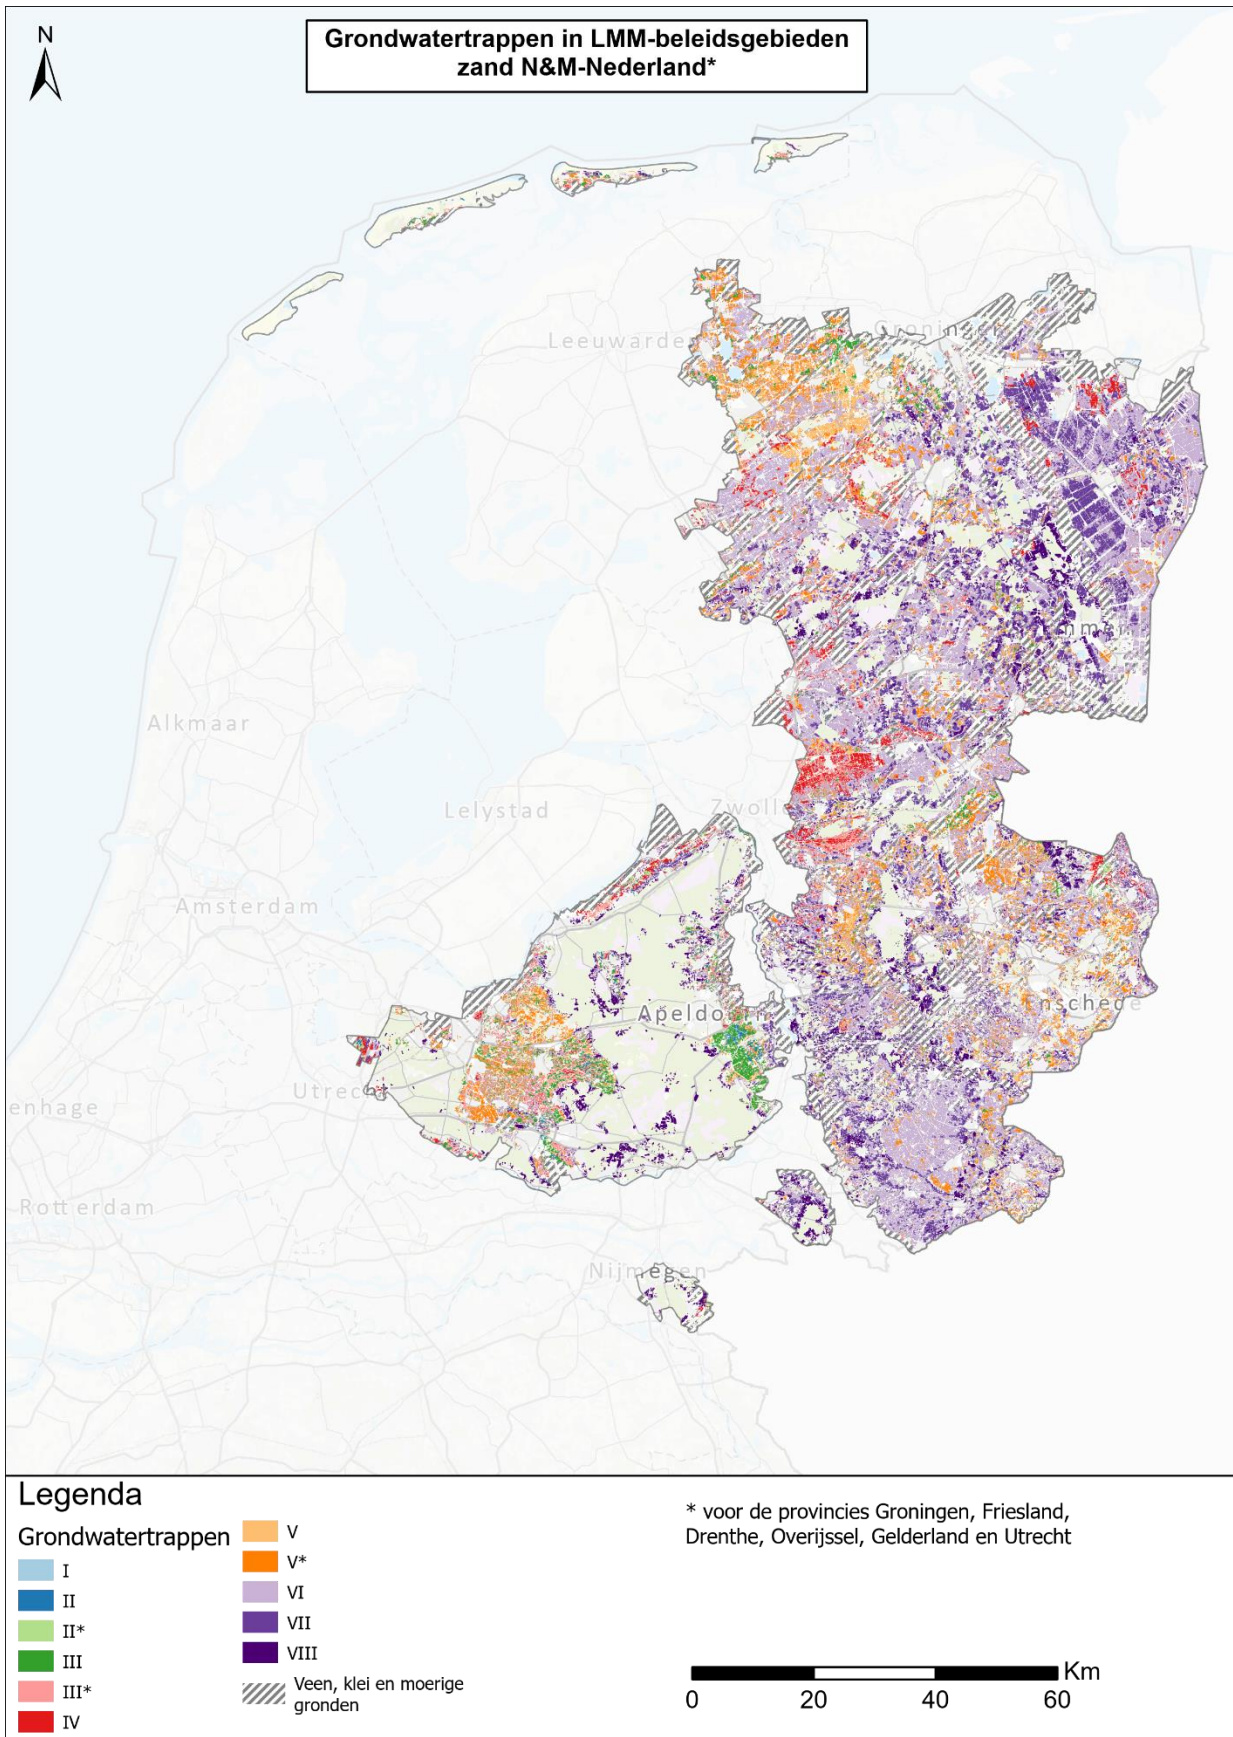 N
Grondwatertrappen in LMM-beleidsgebieden
zand N&M-Nederland*
Leeuwarden
Groningen
Emmen
Alkmaar
Lelystad
Zwolle
Amsterdam
Apeldoorn
Enschede
Utrecht
enhage
Rotterdam
Nijmegen
Legenda
Grondwatertrappen
I
II
II*
III
III*
IV
V
V*
VI
VII
VIII
Veen, klei en moerige
gronden
* voor de provincies Groningen, Friesland,
Drenthe, Overijssel, Gelderland en Utrecht
Km
0 20 40 60